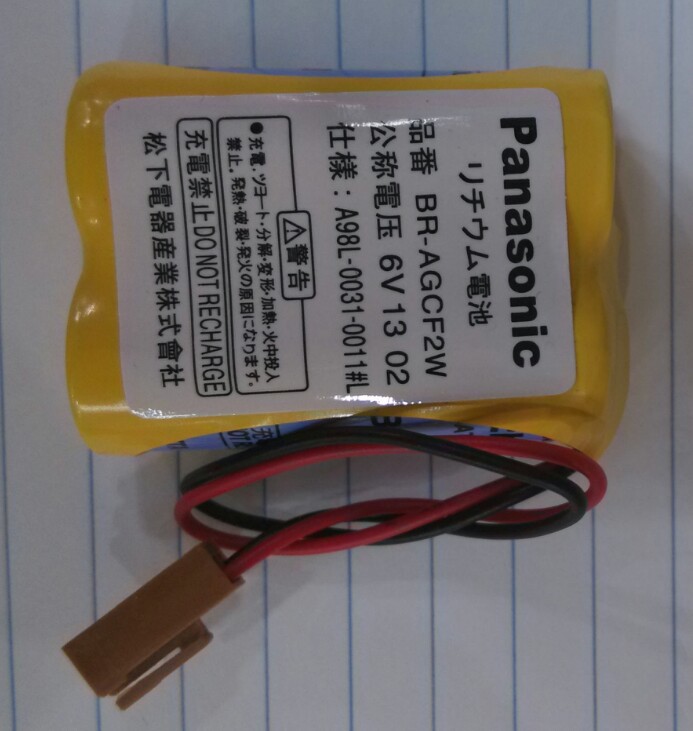 Panasonic
リチウム電池
品番 BR-AGCF2W
公称電圧 6V 13 02
仕様：A98L-0031-0011#L
⚠警告
●充電・ツヨート・分解・変形・加熱・火中投入
禁止。発熱・破裂・発火の原因になります。
充電禁止DO NOT RECHARGE
松下電器産業株式會社